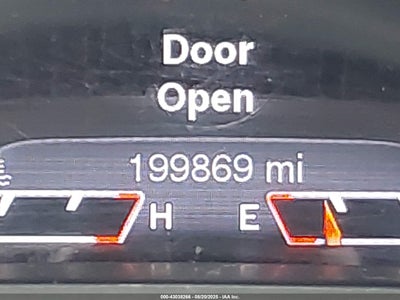 Door
Open
199869 mi
H E
000-43038266 - 08/20/2025 - IAA Inc.